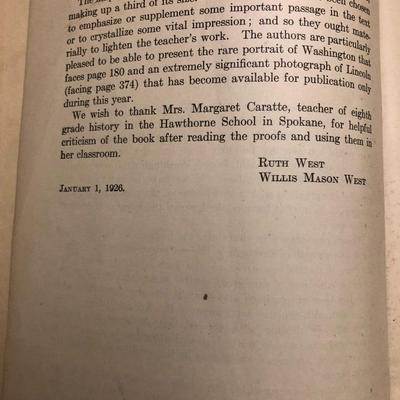 making up a third of its
to emphasize or supplement some important passage in the text
or to crystallize some vital impression; and so they ought mate-
rially to lighten the teacher's work. The authors are particularly
pleased to be able to present the rare portrait of Washington that
faces page 180 and an extremely significant photograph of Lincoln
(facing page 374) that has become available for publication only
during this year.
We wish to thank Mrs. Margaret Caratte, teacher of eighth
grade history in the Hawthorne School in Spokane, for helpful
criticism of the book after reading the proofs and using them in
her classroom.
RUTH WEST
WILLIS MASON WEST
JANUARY 1, 1926.